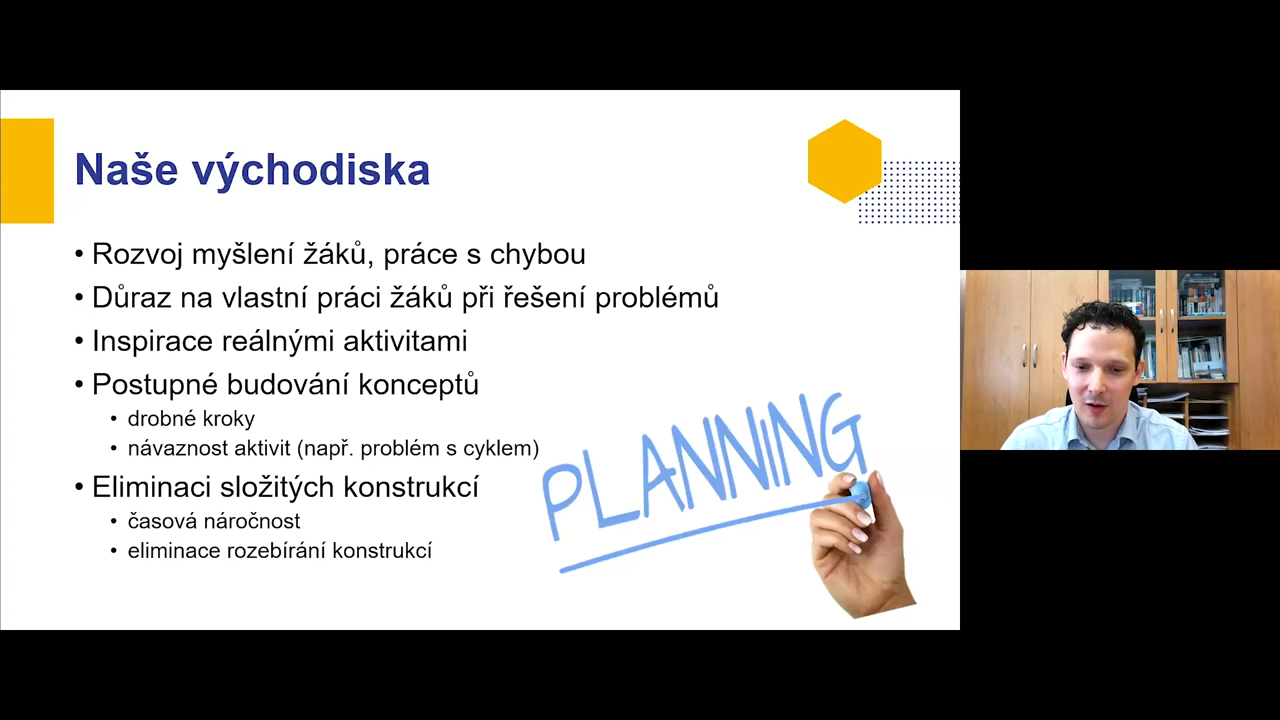 Naše východiska
• Rozvoj myšlení žáků, práce s chybou
• Důraz na vlastní práci žáků při řešení problémů
• Inspirace reálnými aktivitami
• Postupné budování konceptů
• drobné kroky
• návaznost aktivit (např. problém s cyklem)
• Eliminaci složitých konstrukcí
• časová náročnost
• eliminace rozebírání konstrukcí
PLANNING